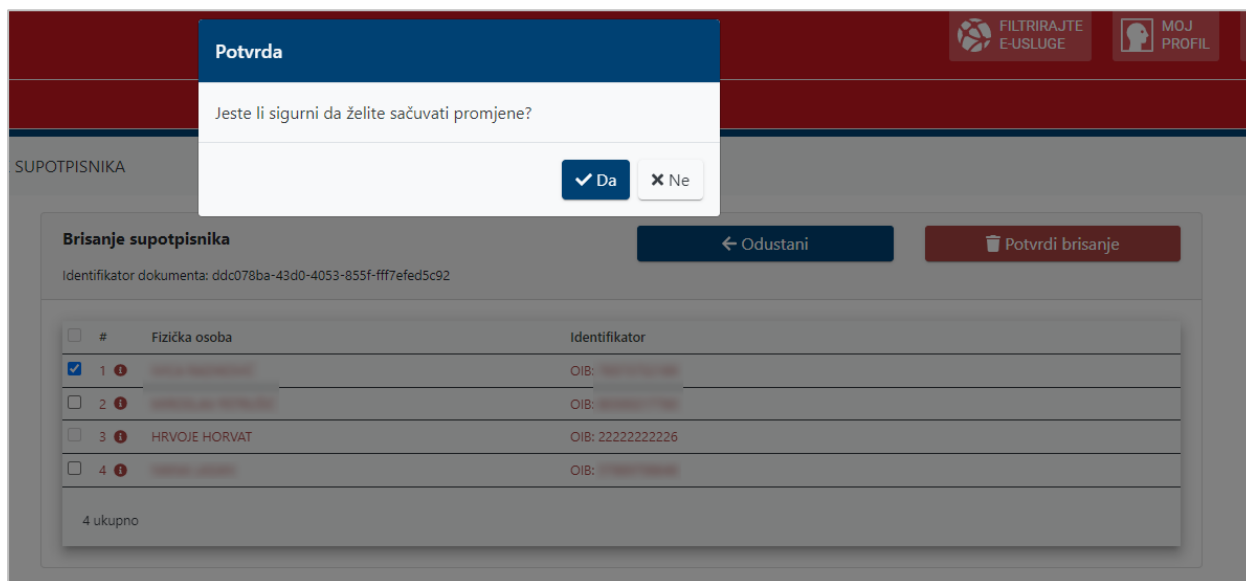 FILTRIRAJTE
E-USLUGE
MOJ
PROFIL
Potvrda
Jeste li sigurni da želite sačuvati promjene?
Da
Ne
SUPOTPISNIKA
Brisanje supotpisnika
Odustani
Potvrdi brisanje
Identifikator dokumenta: ddc078ba-43d0-4053-855f-fff7efed5c92
# Fizička osoba Identifikator
1 OIB:
2 OIB:
3 HRVOJE HORVAT OIB: 22222222226
4 OIB:
4 ukupno